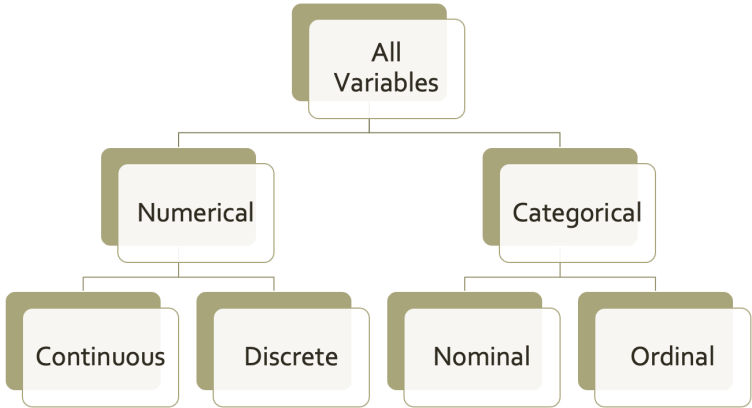 All
Variables
Numerical
Categorical
Continuous
Discrete
Nominal
Ordinal